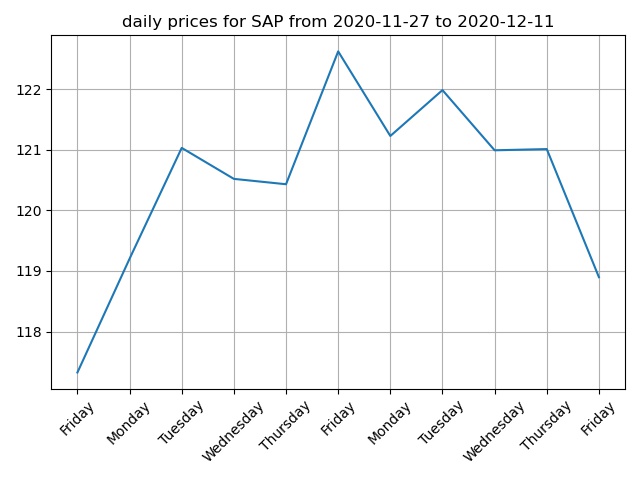 daily prices for SAP from 2020-11-27 to 2020-12-11
122
121
120
119
118
Friday
Monday
Tuesday
Wednesday
Thursday
Friday
Monday
Tuesday
Wednesday
Thursday
Friday